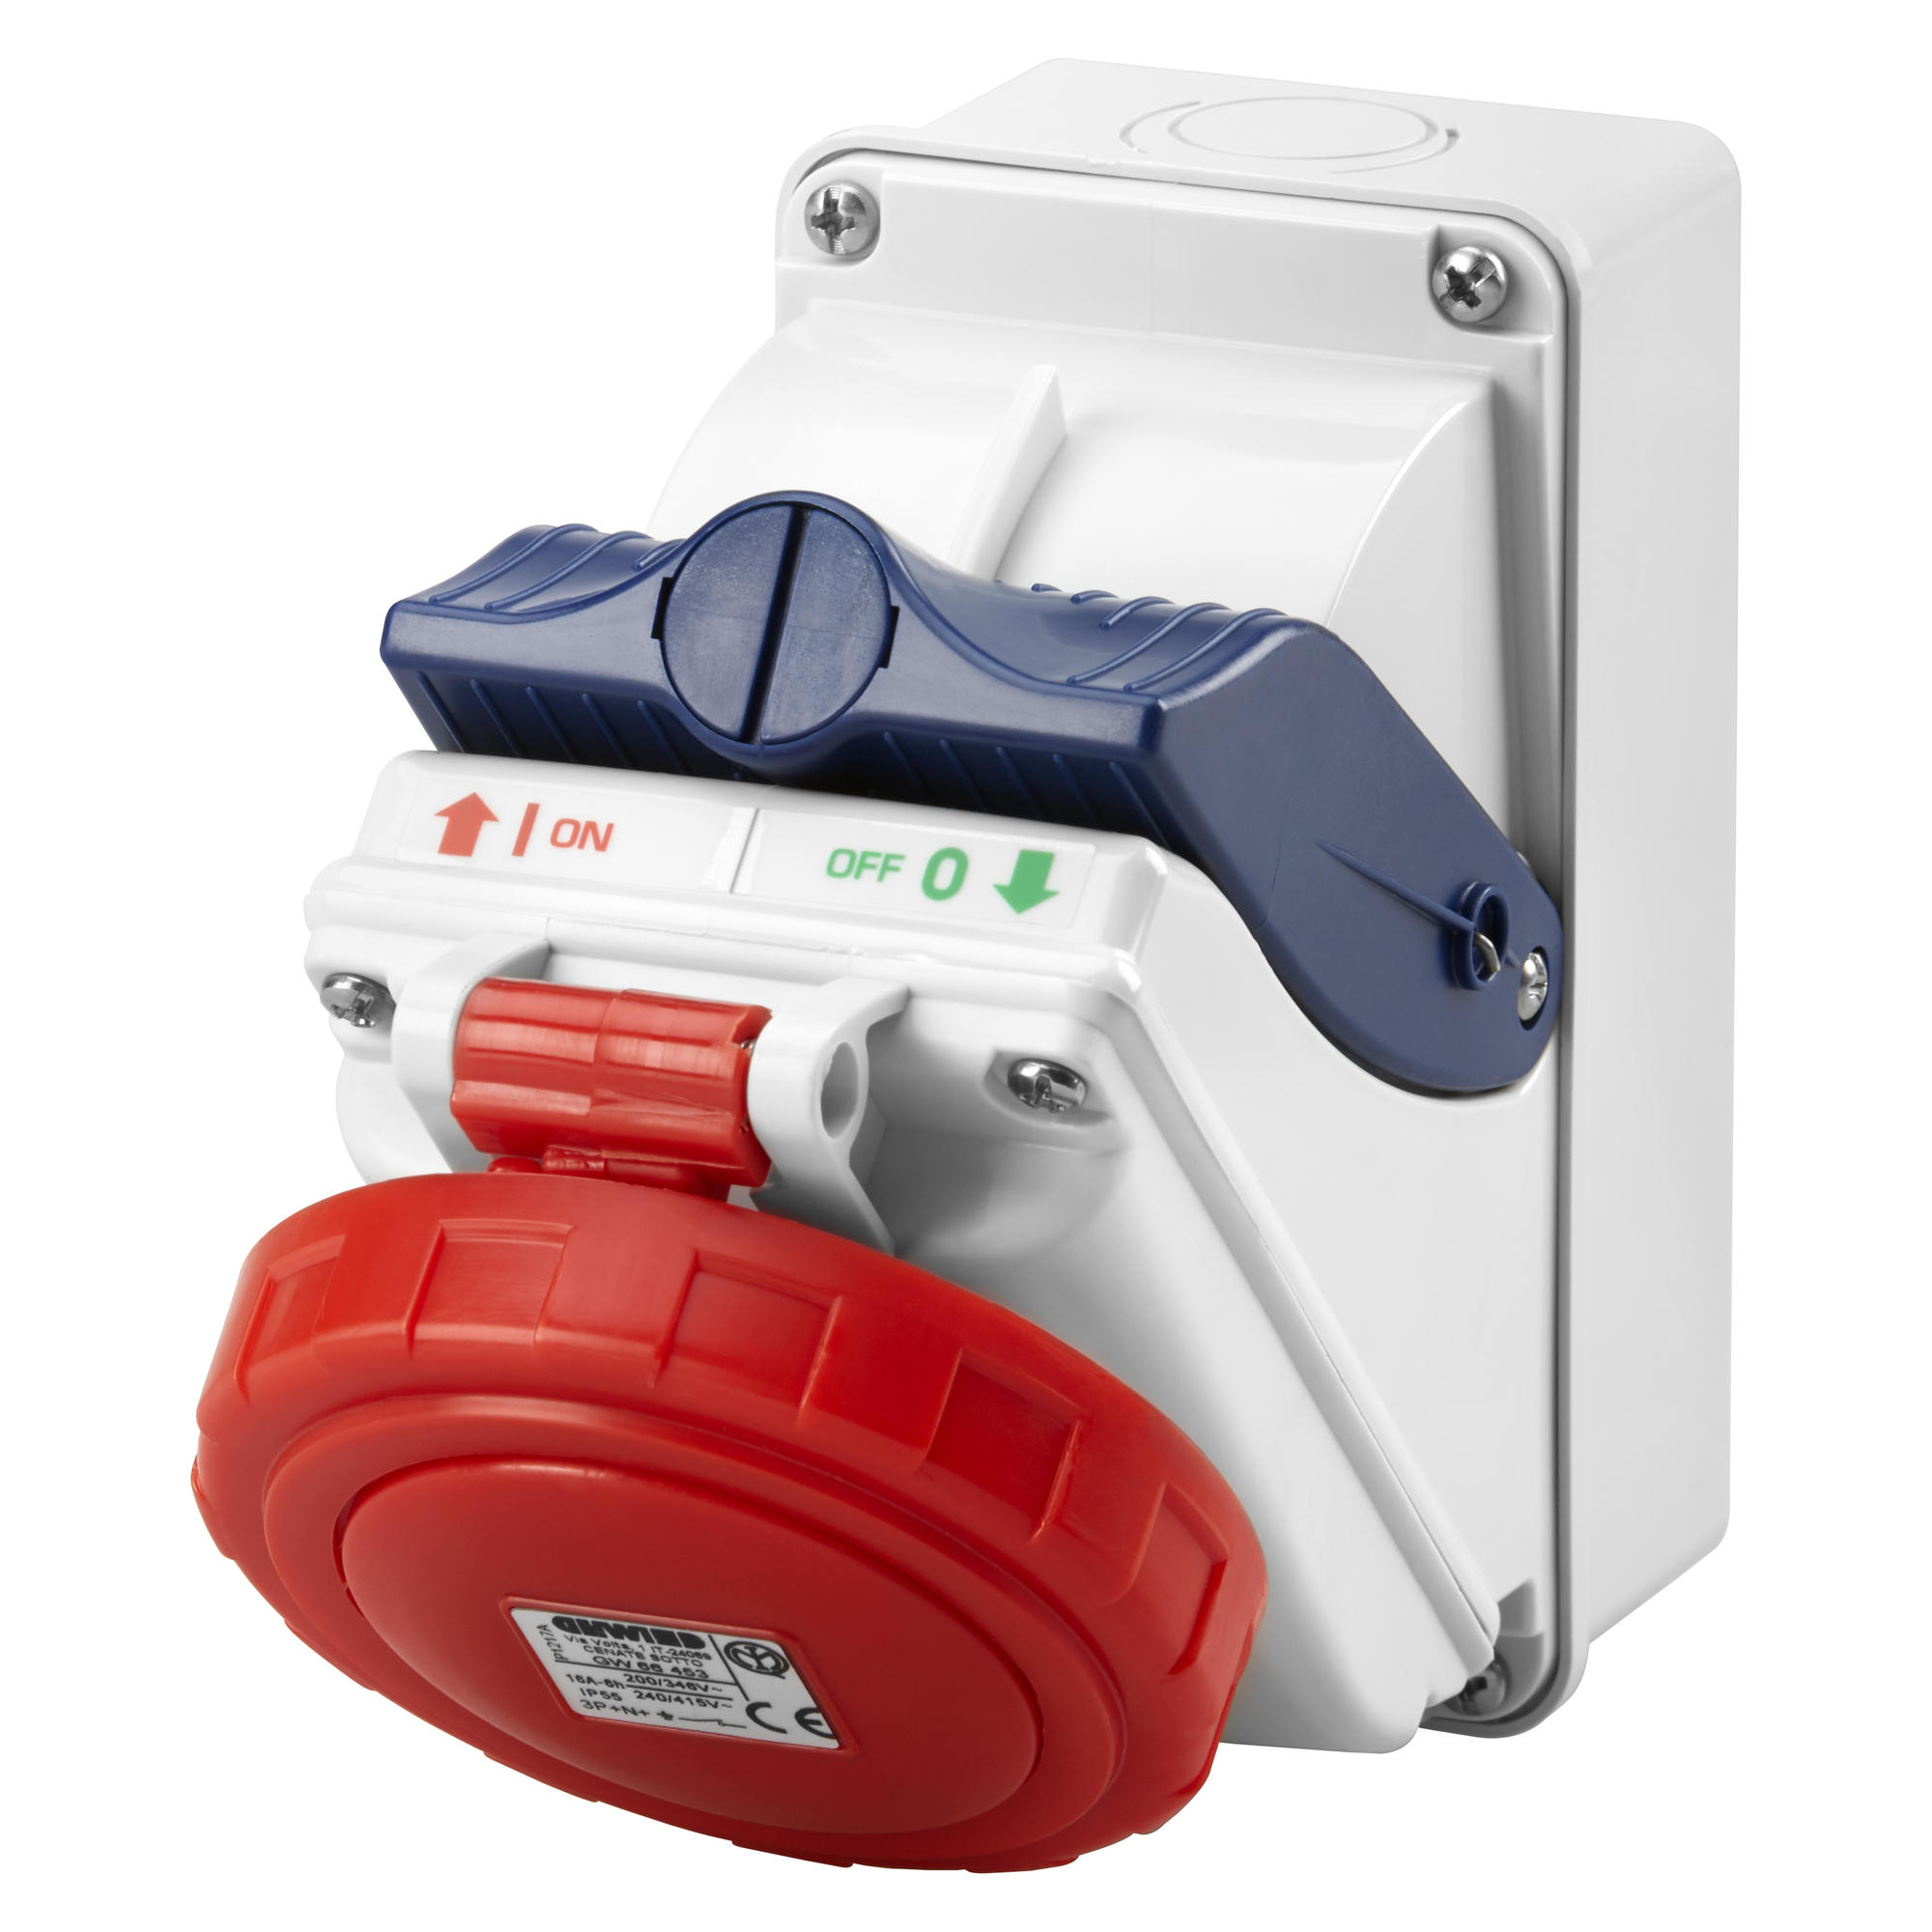 I ON
OFF 0
GEWISS
Via Volta, 1 IT-24069
CENATE SOTTO
GW 66 453
16A-6h 200/346V~
IP55 240/415V~
3P+N+
CE
IP1217A